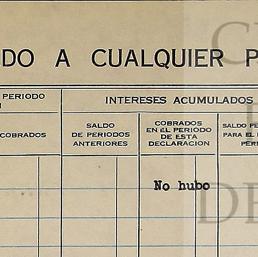 DO A CUALQUIER P
PERIODO
INTERESES ACUMULADOS
COBRADOS
SALDO
DE PERIODOS
ANTERIORES
COBRADOS
EN EL PERIODO
DE ESTA
DECLARACION
SALDO
PARA EL
No hubo
DE